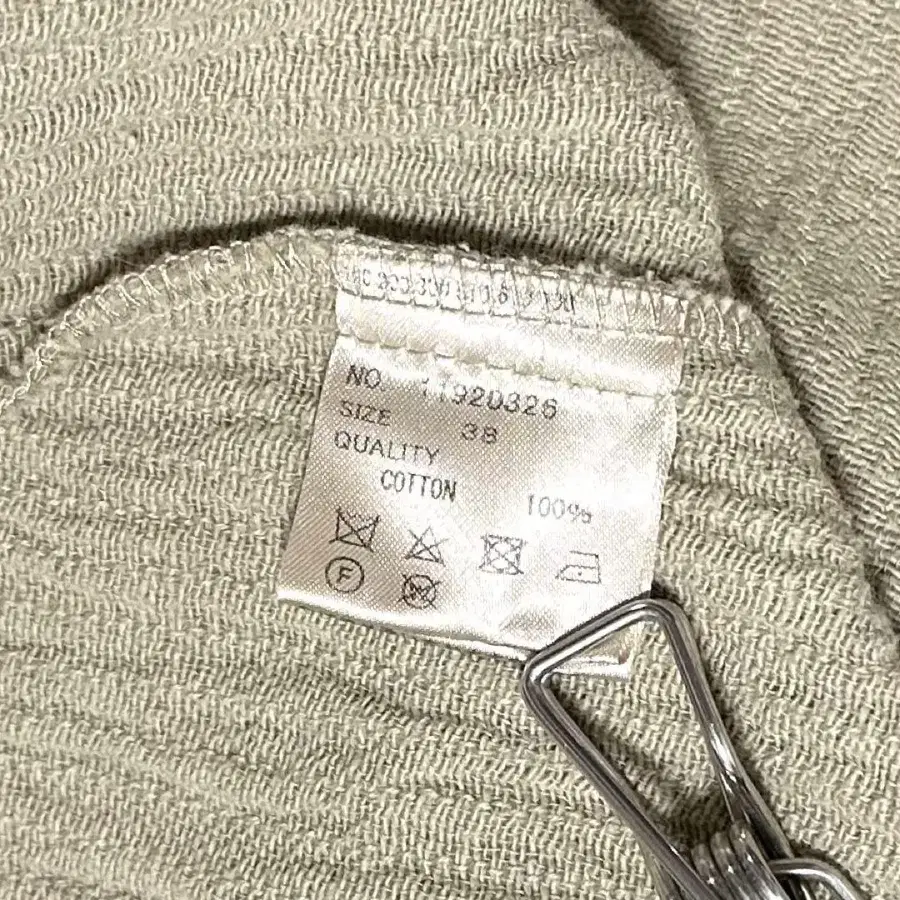 NO 11920326
SIZE 38
QUALITY
COTTON 100%
F